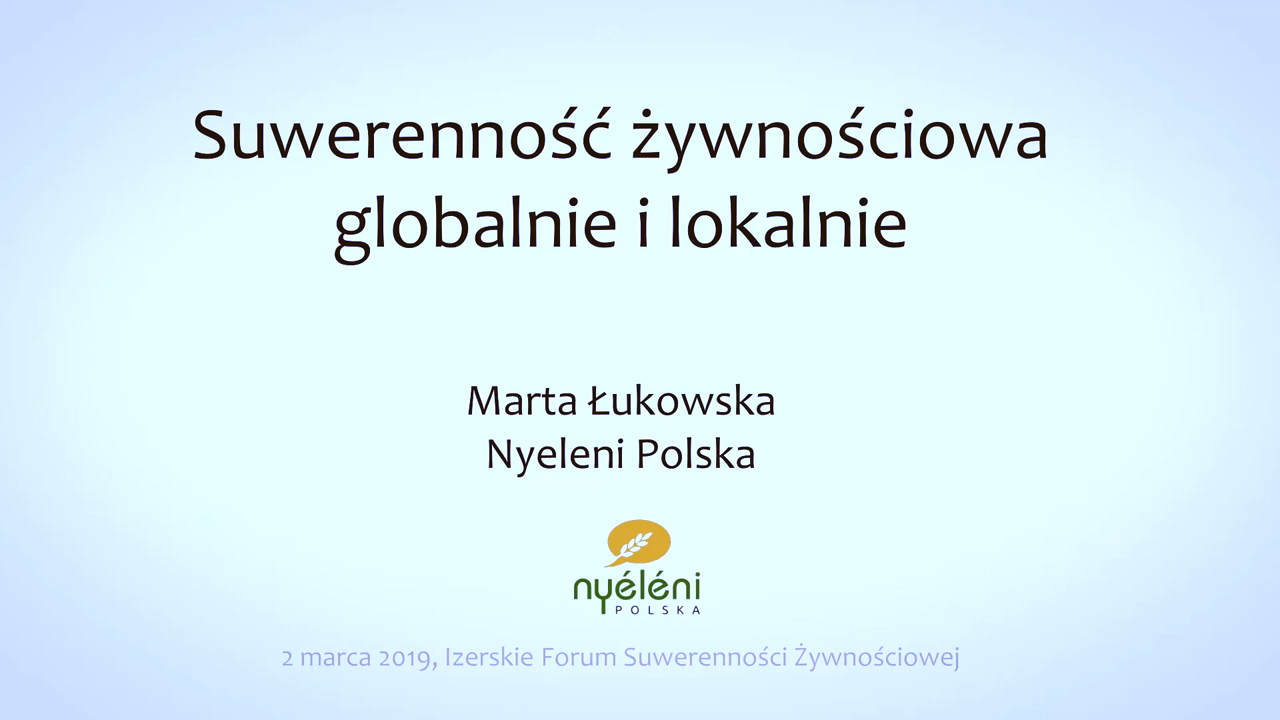 Suwerenność żywnościowa
globalnie i lokalnie
Marta Łukowska
Nyeleni Polska
nyéléni
POLSKA
2 marca 2019, Izerskie Forum Suwerenności Żywnościowej